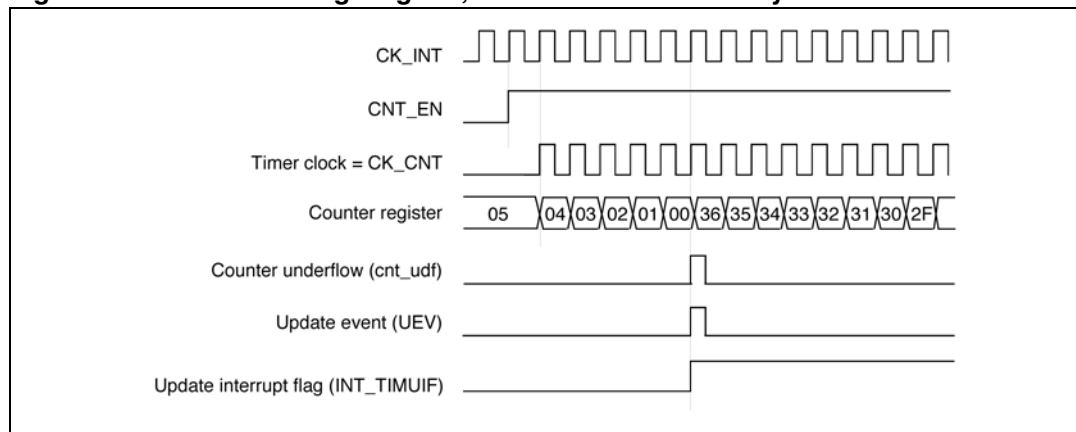 CK_INT
CNT_EN
Timer clock = CK_CNT
Counter register 05 04 03 02 01 00 36 35 34 33 32 31 30 2F
Counter underflow (cnt_udf)
Update event (UEV)
Update interrupt flag (INT_TIMUIF)